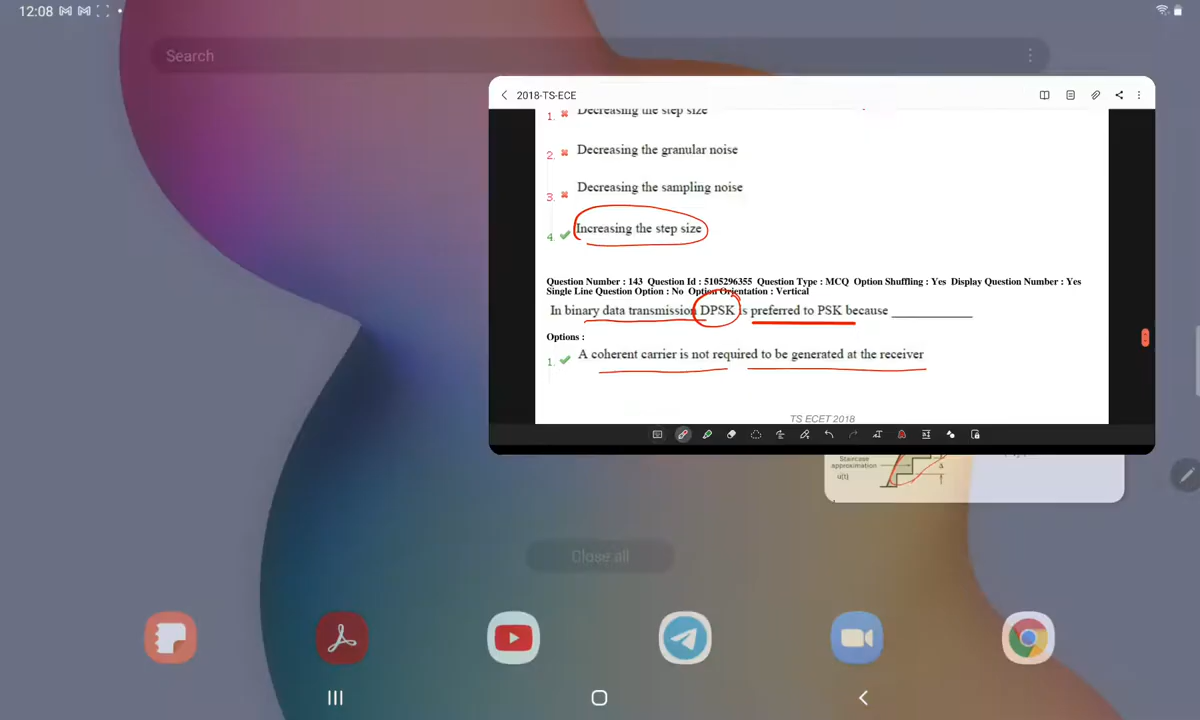 12:08
Search
2018-TS-ECE
1. Decreasing the step size
2. Decreasing the granular noise
3. Decreasing the sampling noise
4. Increasing the step size
Question Number : 143 Question Id : 5105296355 Question Type : MCQ Option Shuffling : Yes Display Question Number : Yes
Single Line Question Option : No Option Orientation : Vertical
In binary data transmission DPSK is preferred to PSK because ____________
Options :
1. A coherent carrier is not required to be generated at the receiver
TS ECET 2018
Staircase
approximation
u(t)
Δ
Close all